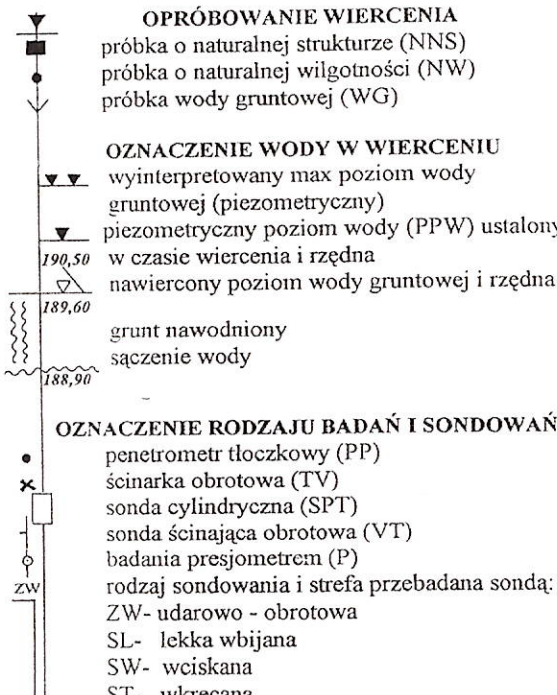 OPRÓBOWANIE WIERCENIA
próbka o naturalnej strukturze (NNS)
próbka o naturalnej wilgotności (NW)
próbka wody gruntowej (WG)
OZNACZENIE WODY W WIERCENIU
wyinterpretowany max poziom wody
gruntowej (piezometryczny)
piezometryczny poziom wody (PPW) ustalony
190,50 w czasie wiercenia i rzędna
nawiercony poziom wody gruntowej i rzędna
189,60
grunt nawodniony
sączenie wody
188,90
OZNACZENIE RODZAJU BADAŃ I SONDOWAŃ
penetrometr tłoczkowy (PP)
ścinarka obrotowa (TV)
sonda cylindryczna (SPT)
sonda ścinająca obrotowa (VT)
badania presjometrem (P)
ZW rodzaj sondowania i strefa przebadana sondą:
ZW- udarowo - obrotowa
SL- lekka wbijana
SW- wciskana
ST- wkręcana